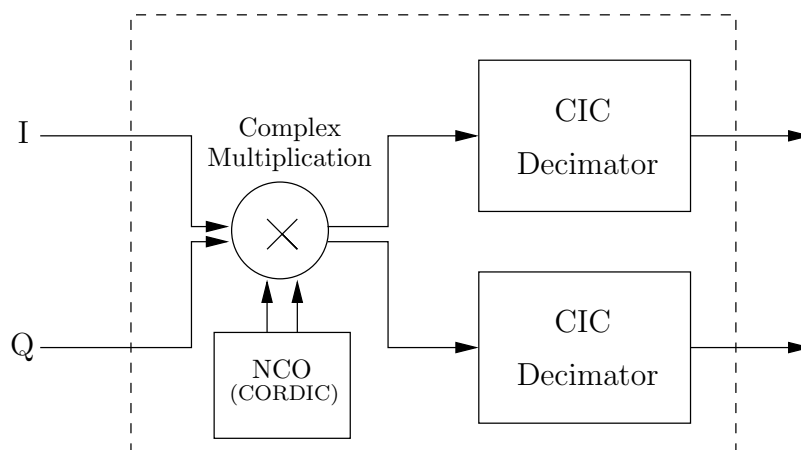 I
Complex
Multiplication
CIC
Decimator
Q
NCO
(CORDIC)
CIC
Decimator